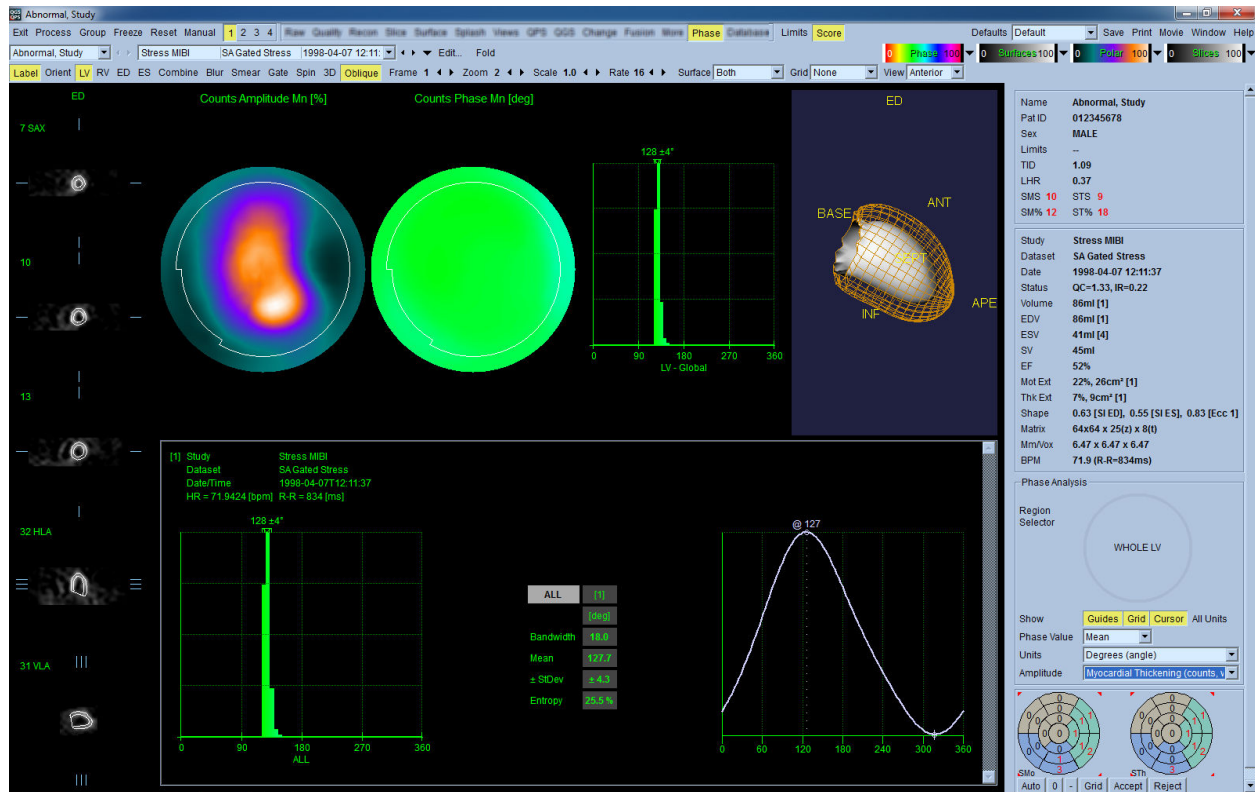 Abnormal, Study
Exit Process Group Freeze Reset Manual 1 2 3 4 Raw Quality Recon Slice Surface Splash Views QPS QGS Change Fusion More Phase Database Limits Score Defaults Default Save Print Movie Window Help
Abnormal, Study Stress MIBI SA Gated Stress 1998-04-07 12:11: Edit... Fold 0 Phase 100 0 Surfaces 100 0 Polar 100 0 Slices 100
Label Orient LV RV ED ES Combine Blur Smear Gate Spin 3D Oblique Frame 1 Zoom 2 Scale 1.0 Rate 16 Surface Both Grid None View Anterior
ED
7 SAX
10
13
32 HLA
31 VLA
Counts Amplitude Mn [%]
Counts Phase Mn [deg]
128 ±4°
0 90 180 270 360
LV - Global
ED
BASE
ANT
SEPT
INF
APE
[1] Study Stress MIBI
Dataset SA Gated Stress
Date/Time 1998-04-07T12:11:37
HR = 71.9424 [bpm] R-R = 834 [ms]
128 ±4°
0 90 180 270 360
ALL
ALL [1]
[deg]
Bandwidth 18.0
Mean 127.7
± StDev ± 4.3
Entropy 25.5 %
@ 127
0 60 120 180 240 300 360
Name Abnormal, Study
Pat ID 012345678
Sex MALE
Limits --
TID 1.09
LHR 0.37
SMS 10 STS 9
SM% 12 ST% 18
Study Stress MIBI
Dataset SA Gated Stress
Date 1998-04-07 12:11:37
Status QC=1.33, IR=0.22
Volume 86ml [1]
EDV 86ml [1]
ESV 41ml [4]
SV 45ml
EF 52%
Mot Ext 22%, 26cm² [1]
Thk Ext 7%, 9cm² [1]
Shape 0.63 [SI ED], 0.55 [SI ES], 0.83 [Ecc 1]
Matrix 64x64 x 25(z) x 8(t)
Mm/Vox 6.47 x 6.47 x 6.47
BPM 71.9 (R-R=834ms)
Phase Analysis
Region
Selector
WHOLE LV
Show Guides Grid Cursor All Units
Phase Value Mean
Units Degrees (angle)
Amplitude Myocardial Thickening (counts, v
SMo
STh
Auto 0 - Grid Accept Reject